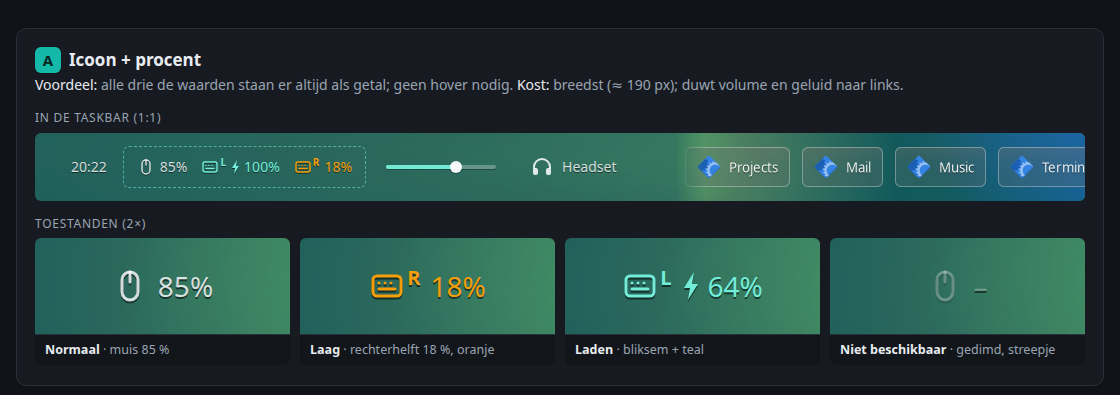 A Icoon + procent
Voordeel: alle drie de waarden staan er altijd als getal; geen hover nodig. Kost: breedst (≈ 190 px); duwt volume en geluid naar links.
IN DE TASKBAR (1:1)
20:22 85% L 100% R 18% Headset Projects Mail Music Termin
TOESTANDEN (2×)
85% R 18% L 64% –
Normaal · muis 85 % Laag · rechterhelft 18 %, oranje Laden · bliksem + teal Niet beschikbaar · gedimd, streepje